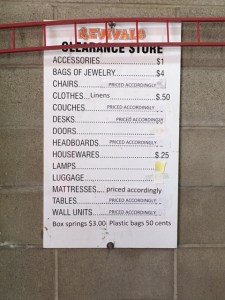 REVIVALS
CLEARANCE STORE
ACCESSORIES......$1
BAGS OF JEWELRY....$4
CHAIRS......PRICED ACCORDINGLY
CLOTHES...Linens......$.50
COUCHES......PRICED ACCORDINGLY
DESKS......PRICED ACCORDINGLY
DOORS......
HEADBOARDS...PRICED ACCORDINGLY
HOUSEWARES......$.25
LAMPS......
LUGGAGE......
MATTRESSES.... priced accordingly
TABLES......PRICED ACCORDINGLY
WALL UNITS....PRICED ACCORDINGLY
Box springs $3.00 Plastic bags 50 cents